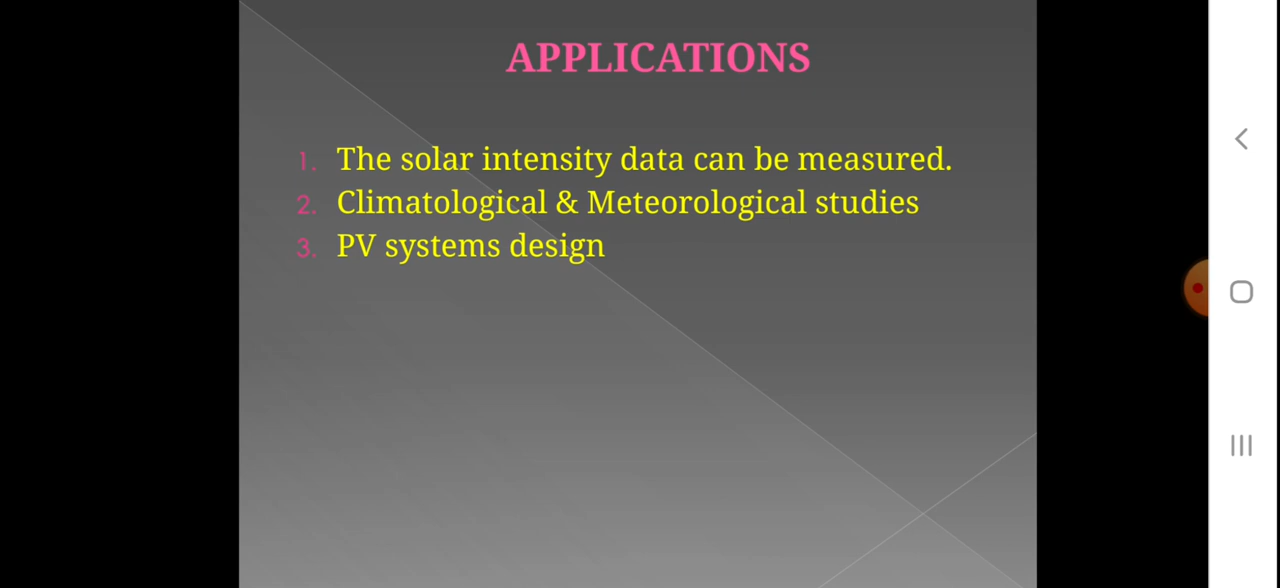 APPLICATIONS
1. The solar intensity data can be measured.
2. Climatological & Meteorological studies
3. PV systems design